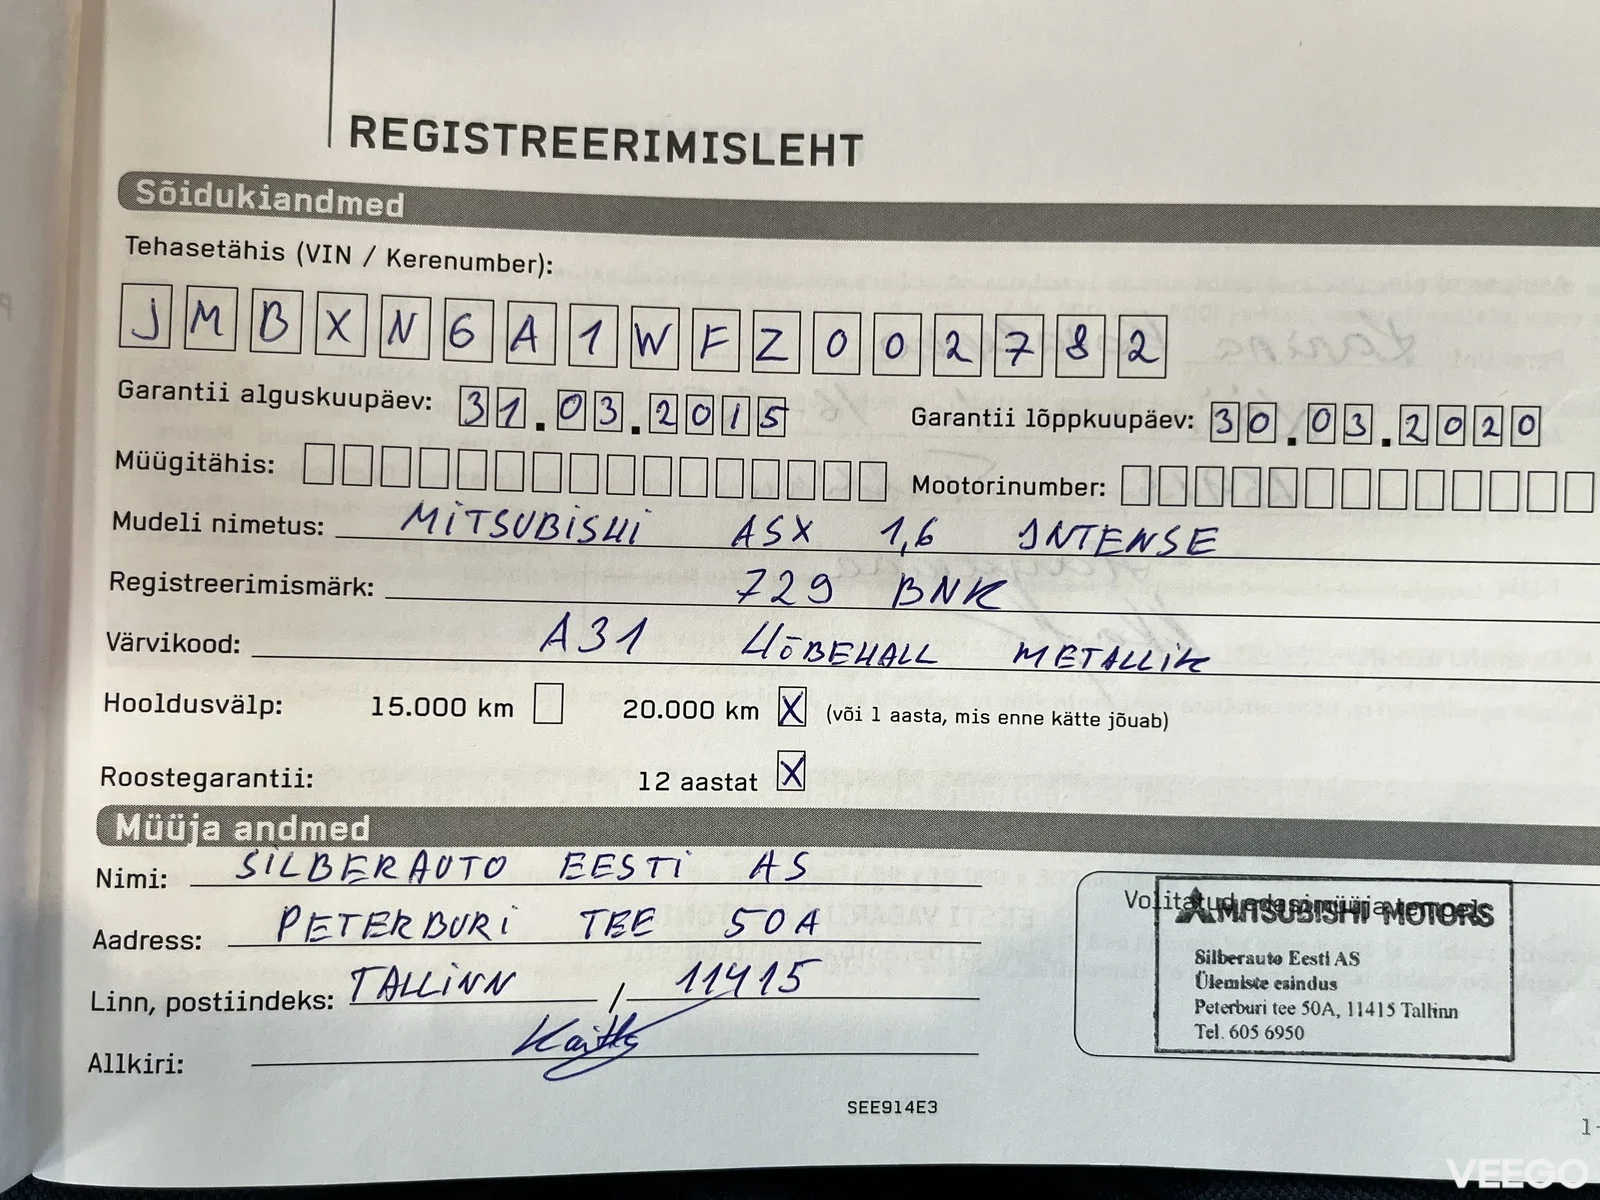 REGISTREERIMISLEHT
Sõidukiandmed
Tehasetähis (VIN / Kerenumber):
JMBXN6A1WFZ002782
Garantii alguskuupäev: 31.03.2015 Garantii lõppkuupäev: 30.03.2020
Müügitähis: Mootorinumber:
Mudeli nimetus: MITSUBISHI ASX 1,6 INTENSE
Registreerimismärk: 729 BNK
Värvikood: A31 HÕBEHALL METALLIK
Hooldusvälp: 15.000 km 20.000 km X (või 1 aasta, mis enne kätte jõuab)
Roostegarantii: 12 aastat X
Müüja andmed
Nimi: SILBERAUTO EESTI AS
Aadress: PETERBURI TEE 50A
Linn, postiindeks: TALLINN / 11415
Allkiri:
Volitatud edasimüüja tempel
MITSUBISHI MOTORS
Silberauto Eesti AS
Ülemiste esindus
Peterburi tee 50A, 11415 Tallinn
Tel. 605 6950
SEE914E3
1-
VEEGO